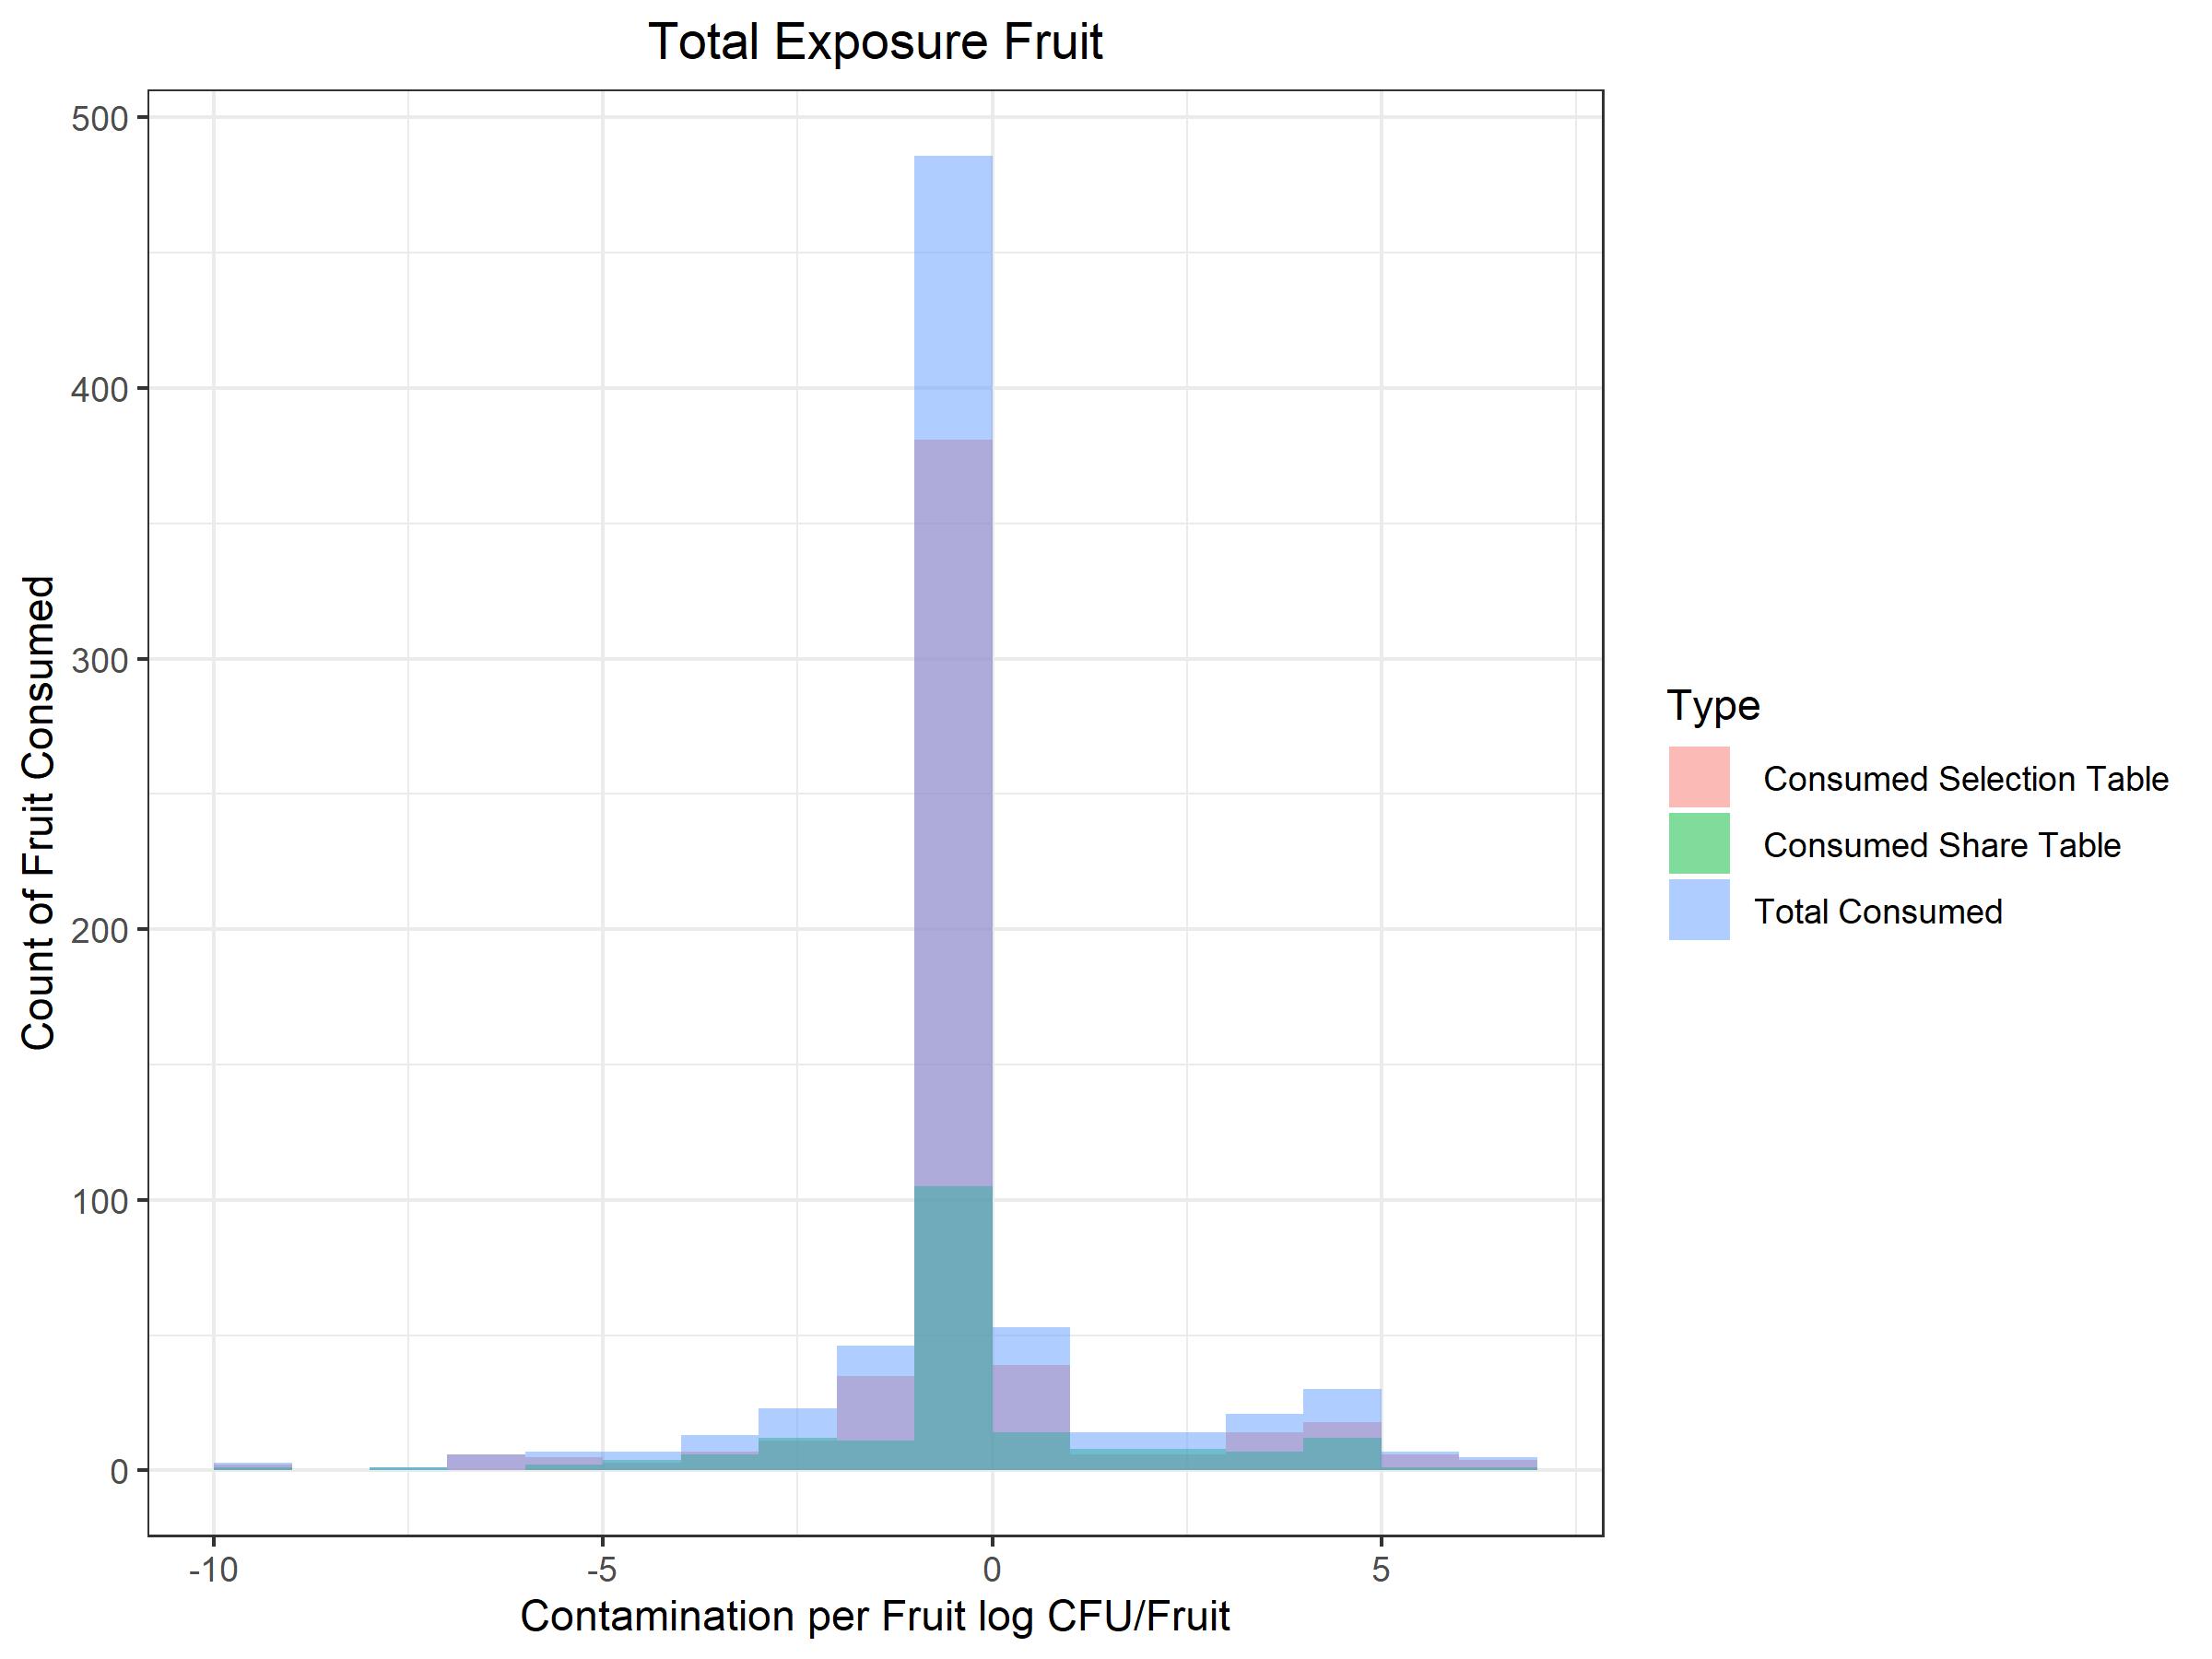 Total Exposure Fruit
500
400
300
200
100
0
Count of Fruit Consumed
-10
-5
0
5
Contamination per Fruit log CFU/Fruit
Type
Consumed Selection Table
Consumed Share Table
Total Consumed